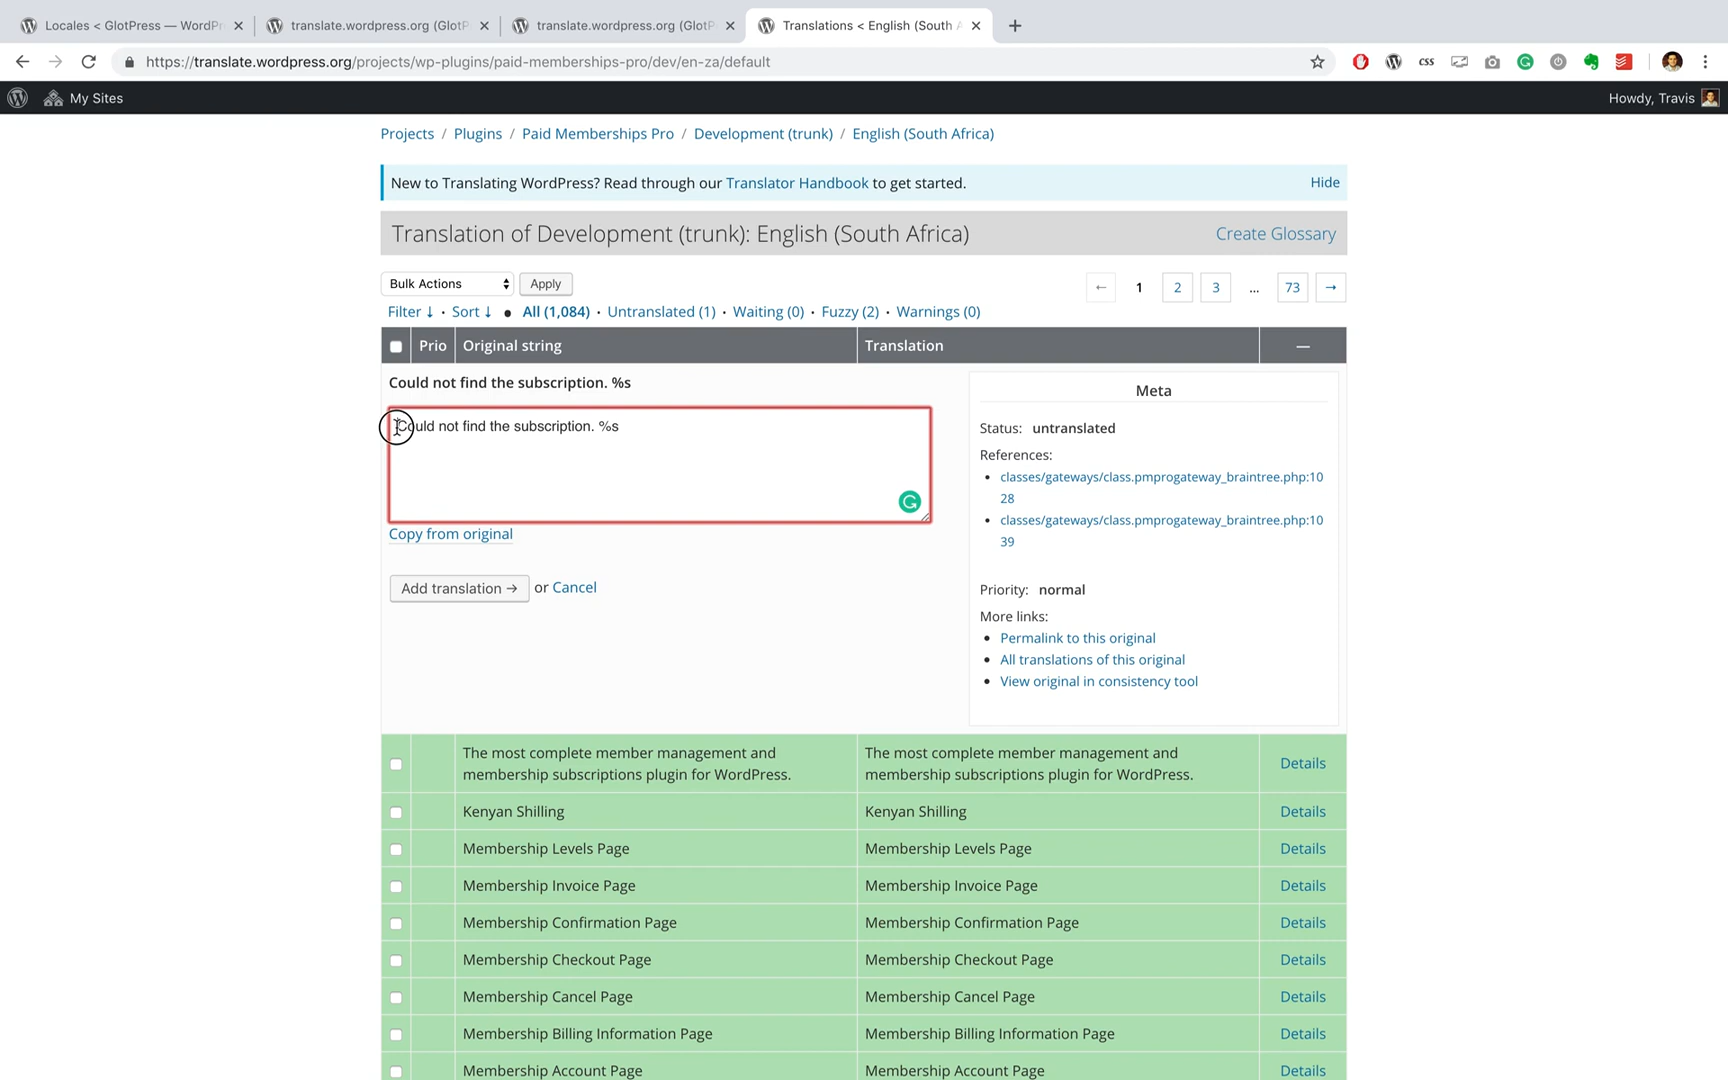 Locales < GlotPress — WordPr
translate.wordpress.org (GlotP
translate.wordpress.org (GlotP
Translations < English (South A
https://translate.wordpress.org/projects/wp-plugins/paid-memberships-pro/dev/en-za/default
css
My Sites
Howdy, Travis
Projects / Plugins / Paid Memberships Pro / Development (trunk) / English (South Africa)
New to Translating WordPress? Read through our Translator Handbook to get started.
Hide
Translation of Development (trunk): English (South Africa)
Create Glossary
Bulk Actions
Apply
← 1 2 3 … 73 →
Filter ↓ • Sort ↓ • All (1,084) • Untranslated (1) • Waiting (0) • Fuzzy (2) • Warnings (0)
Prio Original string Translation —
Could not find the subscription. %s
Could not find the subscription. %s
Copy from original
Add translation → or Cancel
Meta
Status: untranslated
References:
• classes/gateways/class.pmprogateway_braintree.php:10
28
• classes/gateways/class.pmprogateway_braintree.php:10
39
Priority: normal
More links:
• Permalink to this original
• All translations of this original
• View original in consistency tool
The most complete member management and
membership subscriptions plugin for WordPress.
The most complete member management and
membership subscriptions plugin for WordPress.
Details
Kenyan Shilling Kenyan Shilling Details
Membership Levels Page Membership Levels Page Details
Membership Invoice Page Membership Invoice Page Details
Membership Confirmation Page Membership Confirmation Page Details
Membership Checkout Page Membership Checkout Page Details
Membership Cancel Page Membership Cancel Page Details
Membership Billing Information Page Membership Billing Information Page Details
Membership Account Page Membership Account Page Details